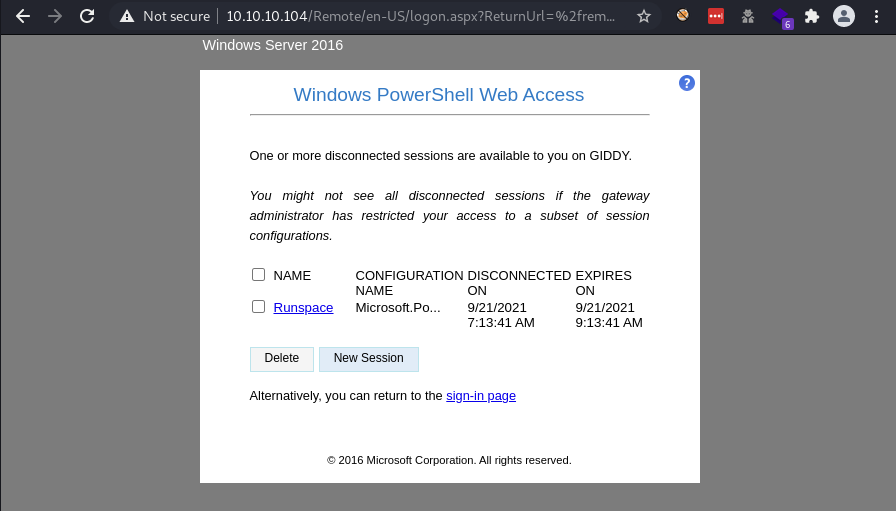 Not secure 10.10.10.104/Remote/en-US/logon.aspx?ReturnUrl=%2frem...
6
Windows Server 2016
?
Windows PowerShell Web Access
One or more disconnected sessions are available to you on GIDDY.
You might not see all disconnected sessions if the gateway
administrator has restricted your access to a subset of session
configurations.
NAME CONFIGURATION NAME DISCONNECTED ON EXPIRES ON
Runspace Microsoft.Po... 9/21/2021 7:13:41 AM 9/21/2021 9:13:41 AM
Delete New Session
Alternatively, you can return to the sign-in page
© 2016 Microsoft Corporation. All rights reserved.